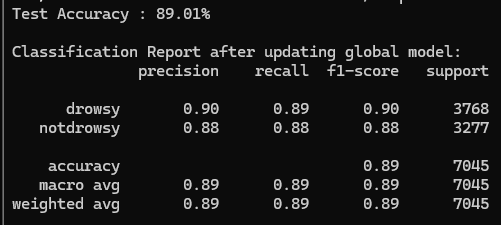 Test Accuracy : 89.01%
Classification Report after updating global model:
precision recall f1-score support
drowsy 0.90 0.89 0.90 3768
notdrowsy 0.88 0.88 0.88 3277
accuracy 0.89 7045
macro avg 0.89 0.89 0.89 7045
weighted avg 0.89 0.89 0.89 7045